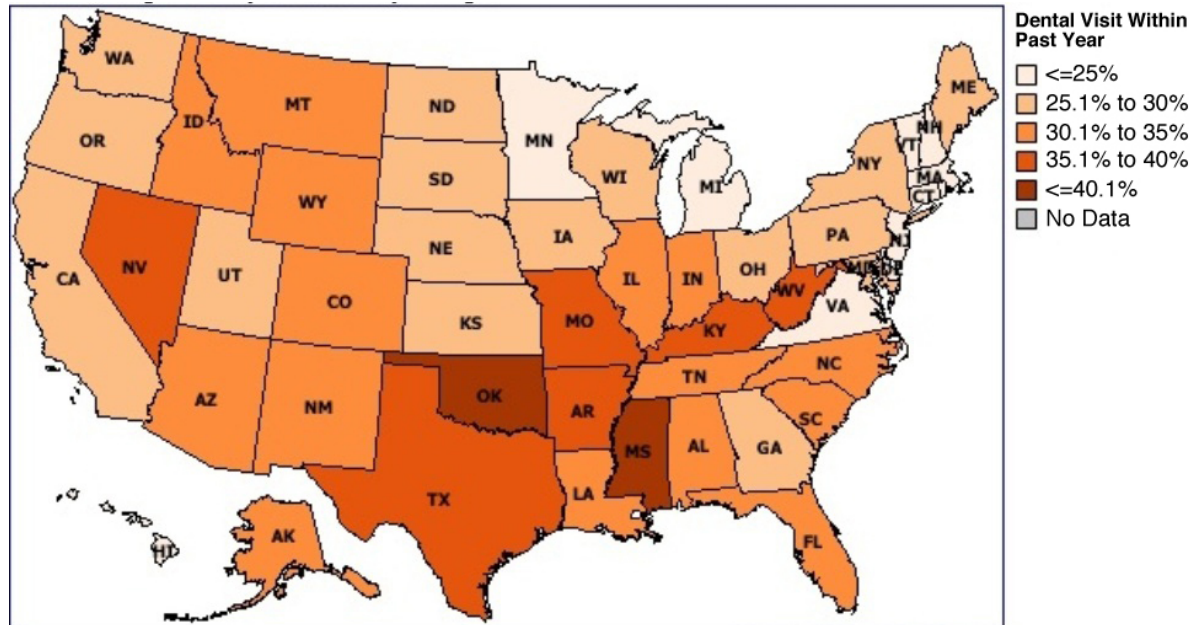 Dental Visit Within
Past Year
<=25%
25.1% to 30%
30.1% to 35%
35.1% to 40%
<=40.1%
No Data
WA
MT
ND
MN
ME
ID
OR
NH
VT
SD
WI
NY
MI
MA
WY
CT
IA
PA
NE
NJ
NV
UT
CA
IL
IN
OH
CO
WV
VA
KS
MO
KY
NC
TN
AZ
NM
OK
AR
SC
MS
AL
GA
TX
LA
AK
FL
HI